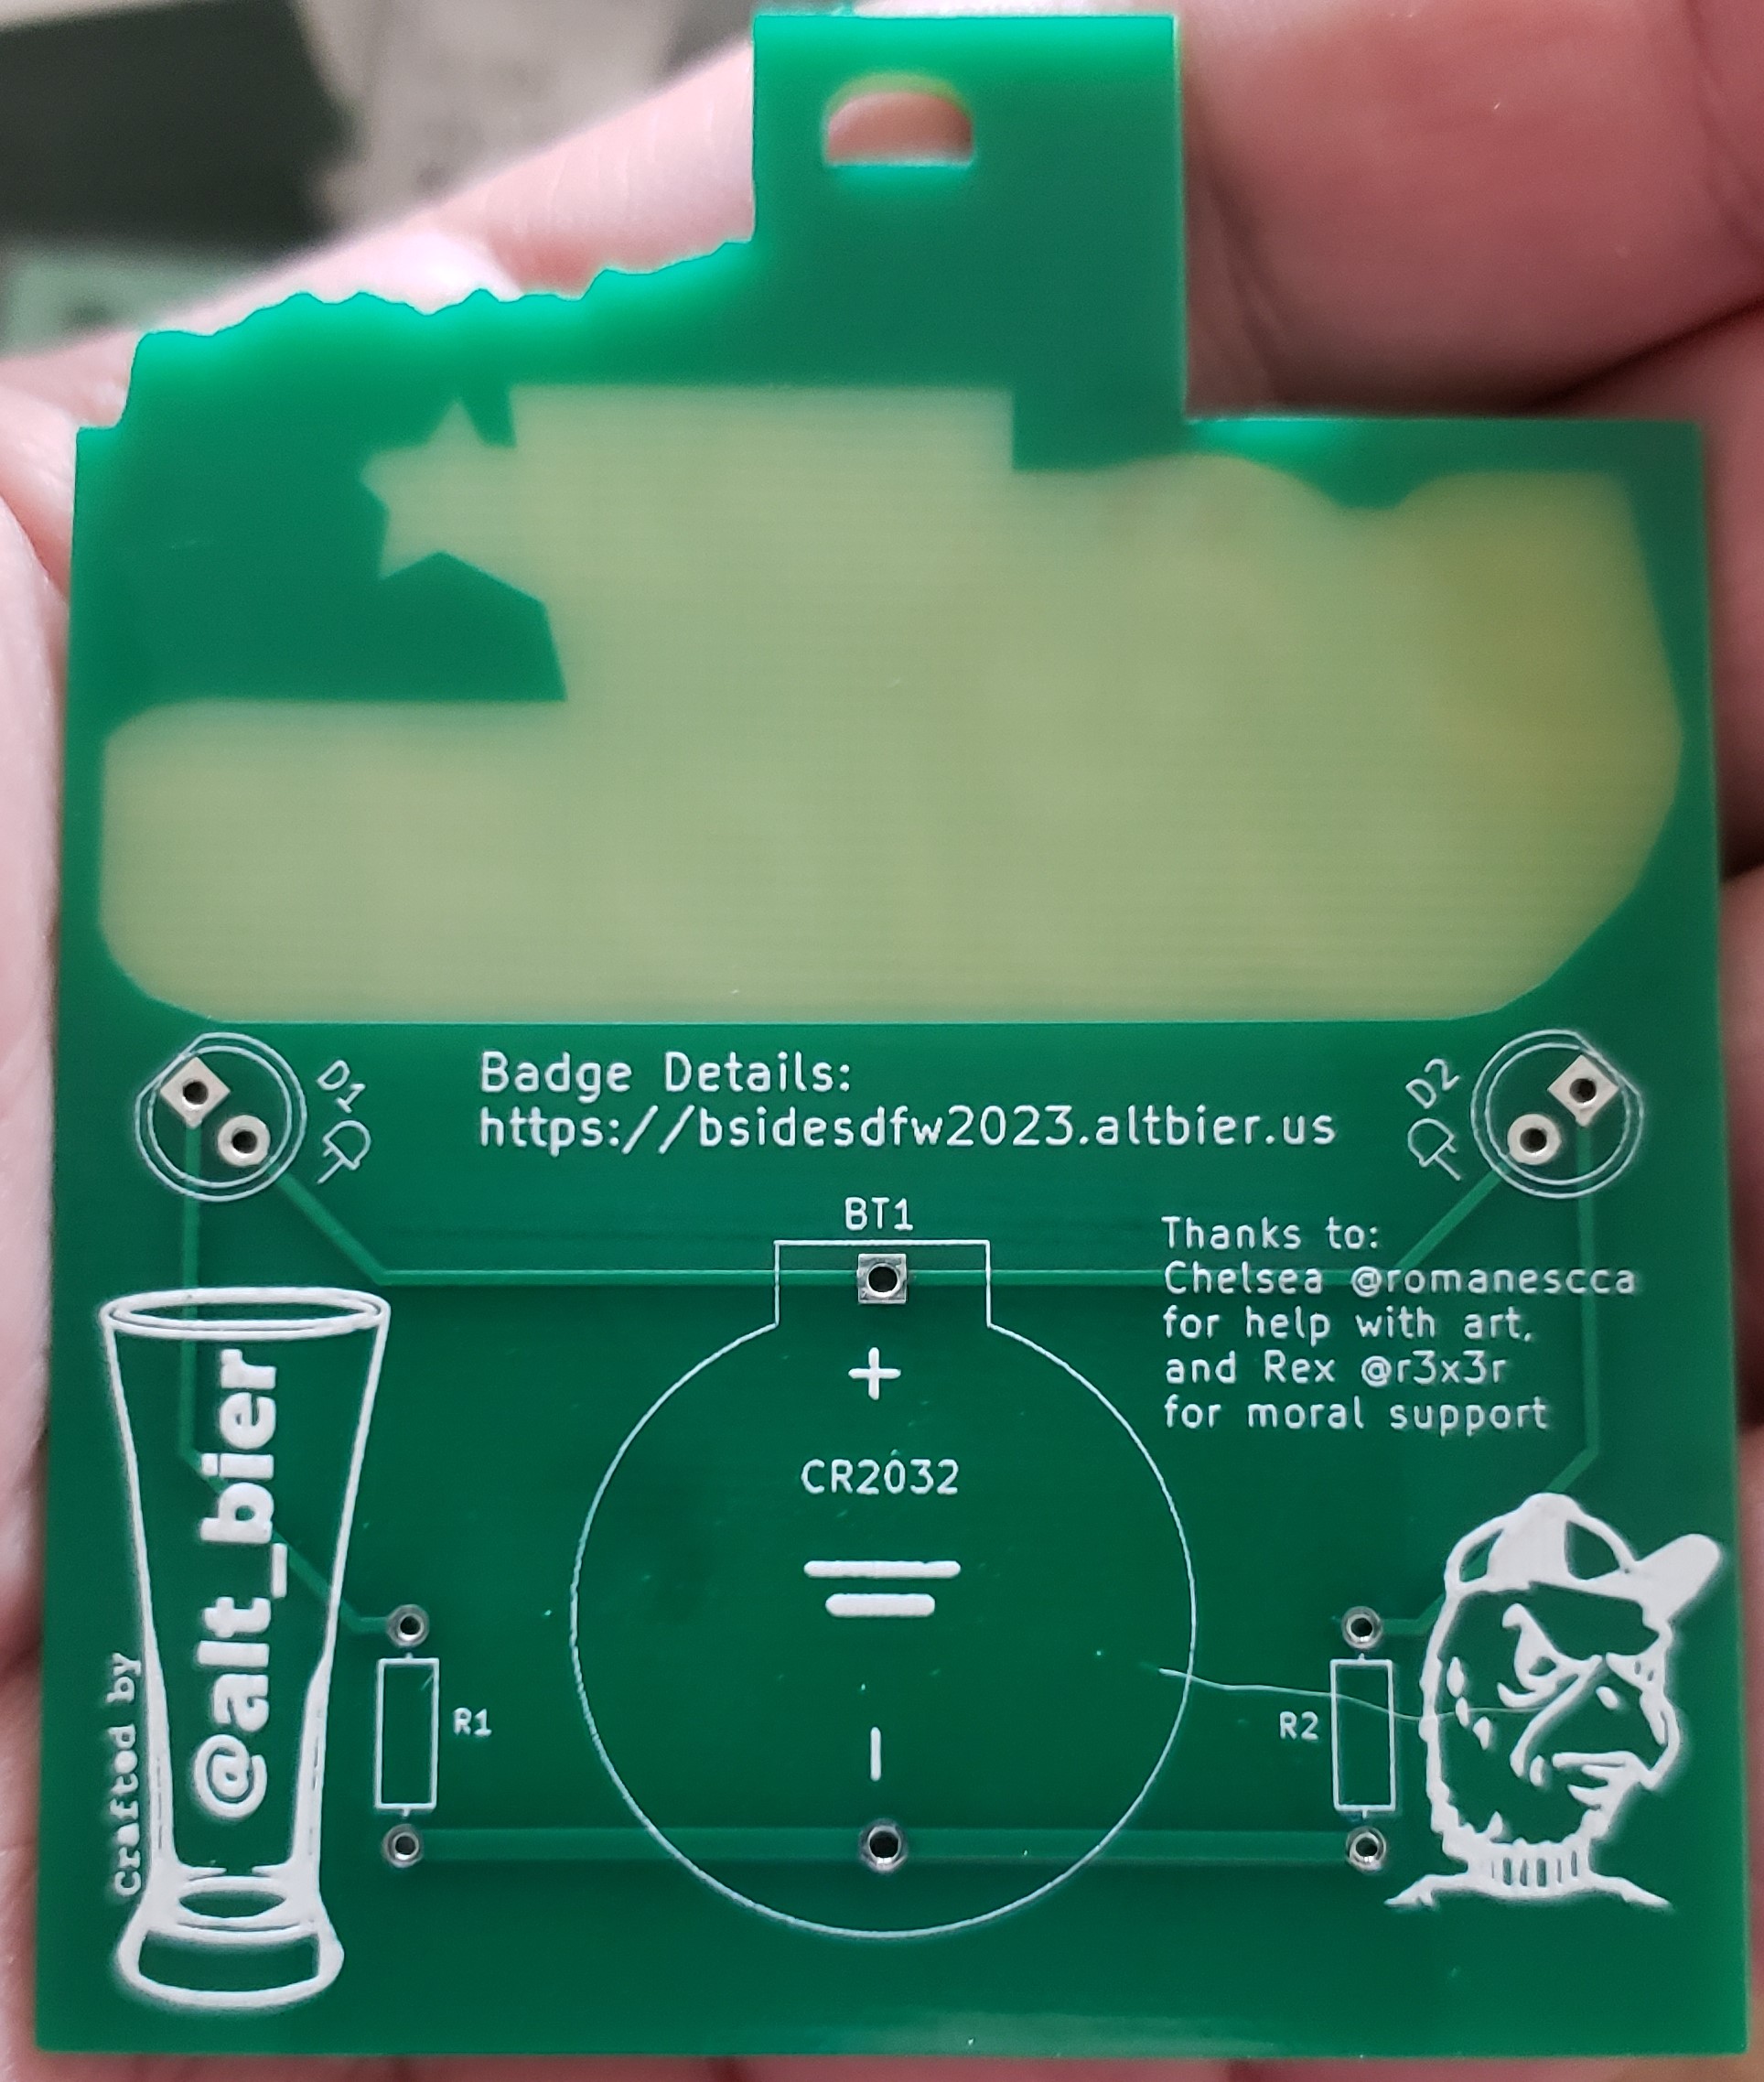 D1
Badge Details:
https://bsidesdfw2023.altbier.us
D2
BT1
Thanks to:
Chelsea @romanescca
for help with art,
and Rex @r3x3r
for moral support
+
CR2032
Crafted by
@alt_bier
R1
R2
-